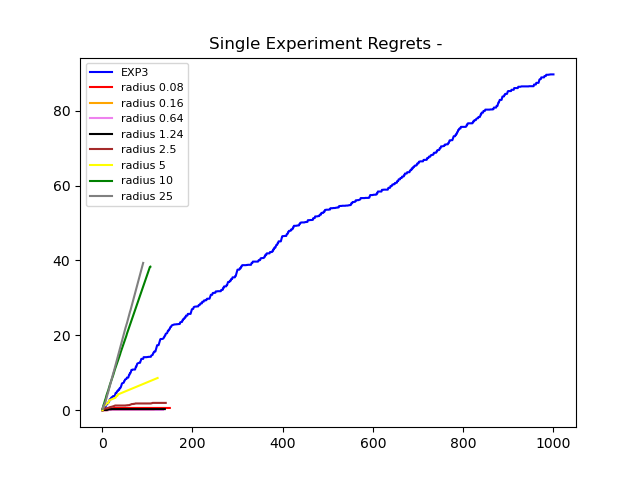 Single Experiment Regrets -
EXP3
radius 0.08
radius 0.16
radius 0.64
radius 1.24
radius 2.5
radius 5
radius 10
radius 25
80
60
40
20
0
0 200 400 600 800 1000